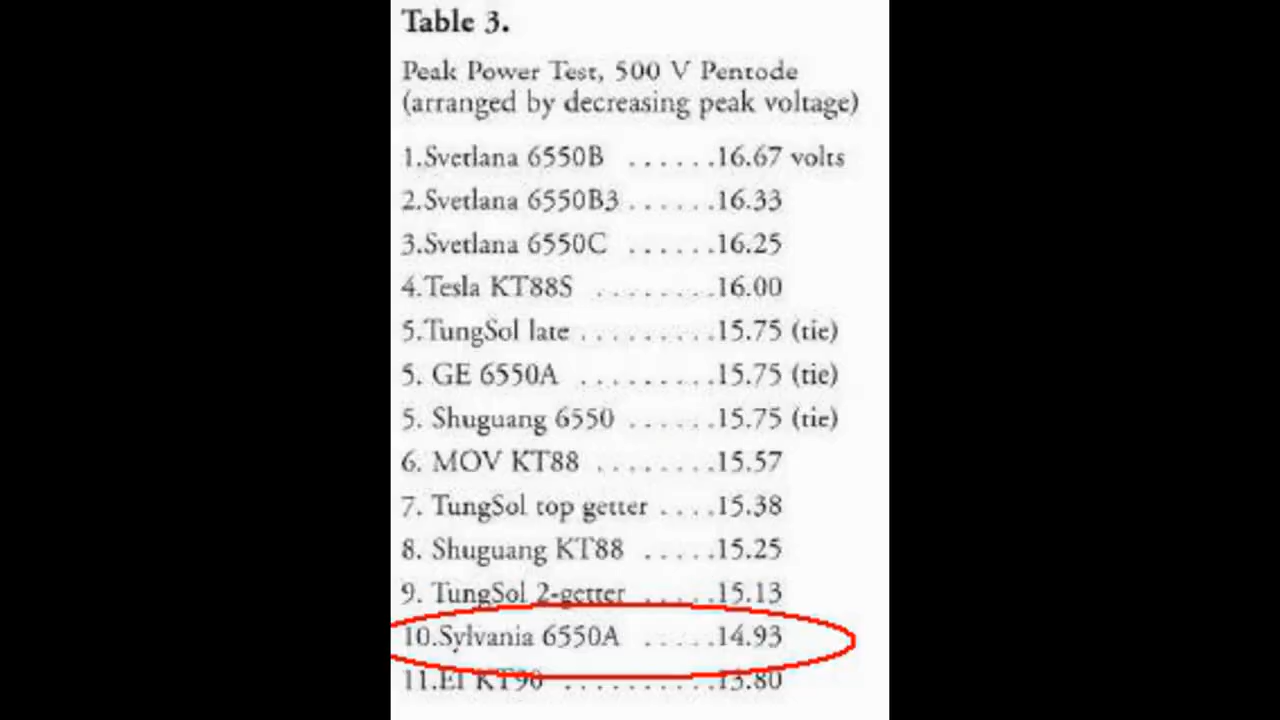 Table 3.
Peak Power Test, 500 V Pentode
(arranged by decreasing peak voltage)
1.Svetlana 6550B ......16.67 volts
2.Svetlana 6550B3......16.33
3.Svetlana 6550C ......16.25
4.Tesla KT88S ........16.00
5.TungSol late .........15.75 (tie)
5. GE 6550A .........15.75 (tie)
5. Shuguang 6550 ......15.75 (tie)
6. MOV KT88 ........15.57
7. TungSol top getter ....15.38
8. Shuguang KT88 .....15.25
9. TungSol 2-getter .....15.13
10.Sylvania 6550A .....14.93
11.EI KT90 ..........13.80